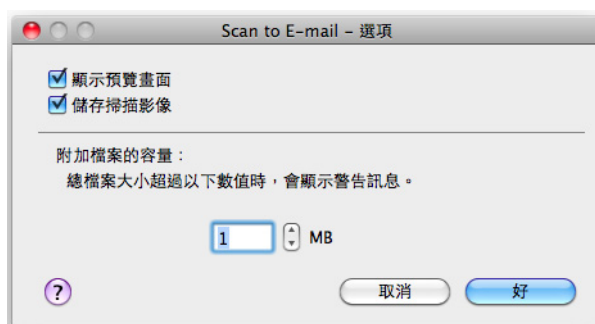 Scan to E-mail – 選項
顯示預覽畫面
儲存掃描影像
附加檔案的容量：
總檔案大小超過以下數值時，會顯示警告訊息。
1 MB
? 取消 好